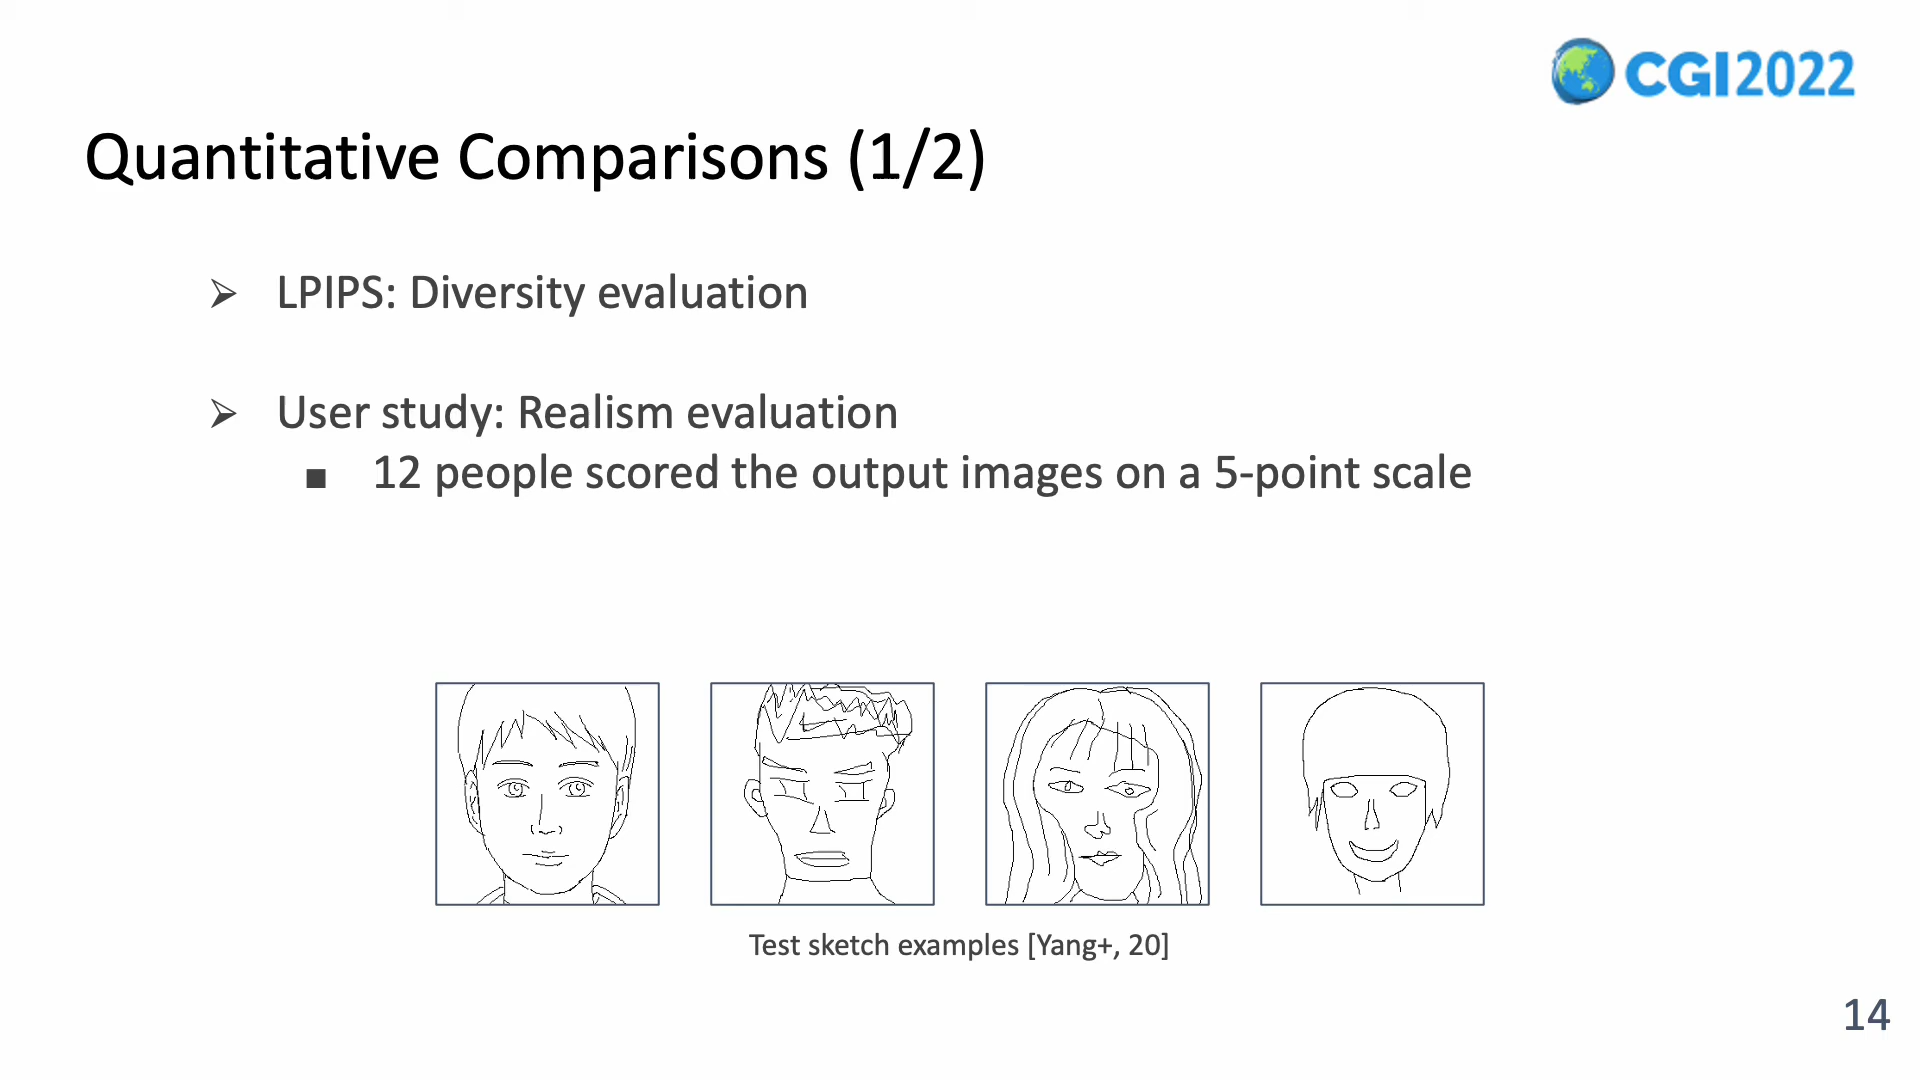 CGI2022
Quantitative Comparisons (1/2)
➢ LPIPS: Diversity evaluation
➢ User study: Realism evaluation
■ 12 people scored the output images on a 5-point scale
Test sketch examples [Yang+, 20]
14